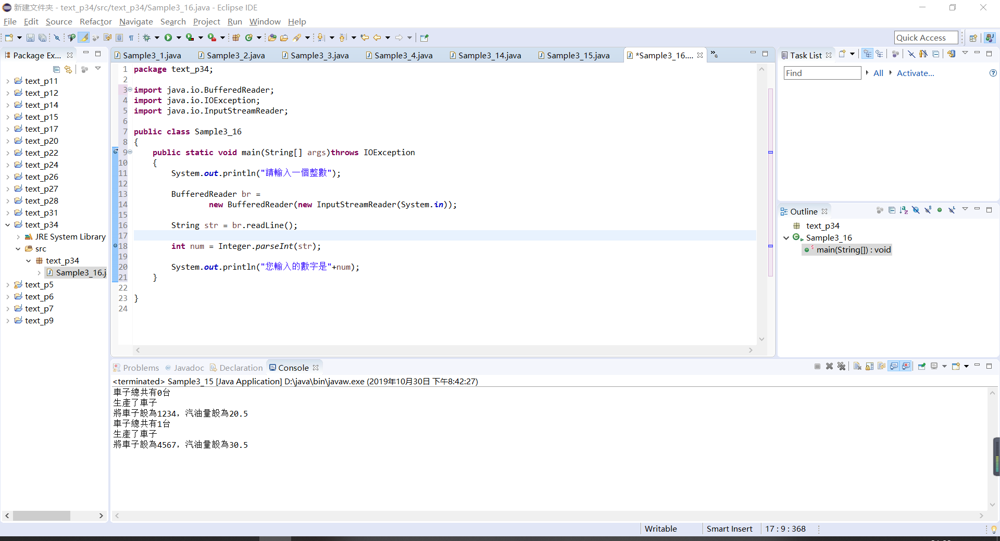 新建文件夹 - text_p34/src/text_p34/Sample3_16.java - Eclipse IDE
File Edit Source Refactor Navigate Search Project Run Window Help
Quick Access
Package Ex...
text_p11
text_p12
text_p14
text_p15
text_p17
text_p20
text_p22
text_p24
text_p26
text_p27
text_p28
text_p31
text_p34
JRE System Library
src
text_p34
Sample3_16.j
text_p5
text_p6
text_p7
text_p9
Sample3_1.java Sample3_2.java Sample3_3.java Sample3_4.java Sample3_14.java Sample3_15.java *Sample3_16....
1 package text_p34;
2
3 import java.io.BufferedReader;
4 import java.io.IOException;
5 import java.io.InputStreamReader;
6
7 public class Sample3_16
8 {
9 public static void main(String[] args)throws IOException
10 {
11 System.out.println("請輸入一個整數");
12
13 BufferedReader br =
14 new BufferedReader(new InputStreamReader(System.in));
15
16 String str = br.readLine();
17
18 int num = Integer.parseInt(str);
19
20 System.out.println("您輸入的數字是"+num);
21 }
22
23 }
24
Task List
Find All Activate...
Outline
text_p34
Sample3_16
main(String[]) : void
Problems @ Javadoc Declaration Console
<terminated> Sample3_15 [Java Application] D:\java\bin\javaw.exe (2019年10月30日 下午8:42:27)
車子總共有0台
生產了車子
將車子設為1234，汽油量設為20.5
車子總共有1台
生產了車子
將車子設為4567，汽油量設為30.5
Writable Smart Insert 17 : 9 : 368